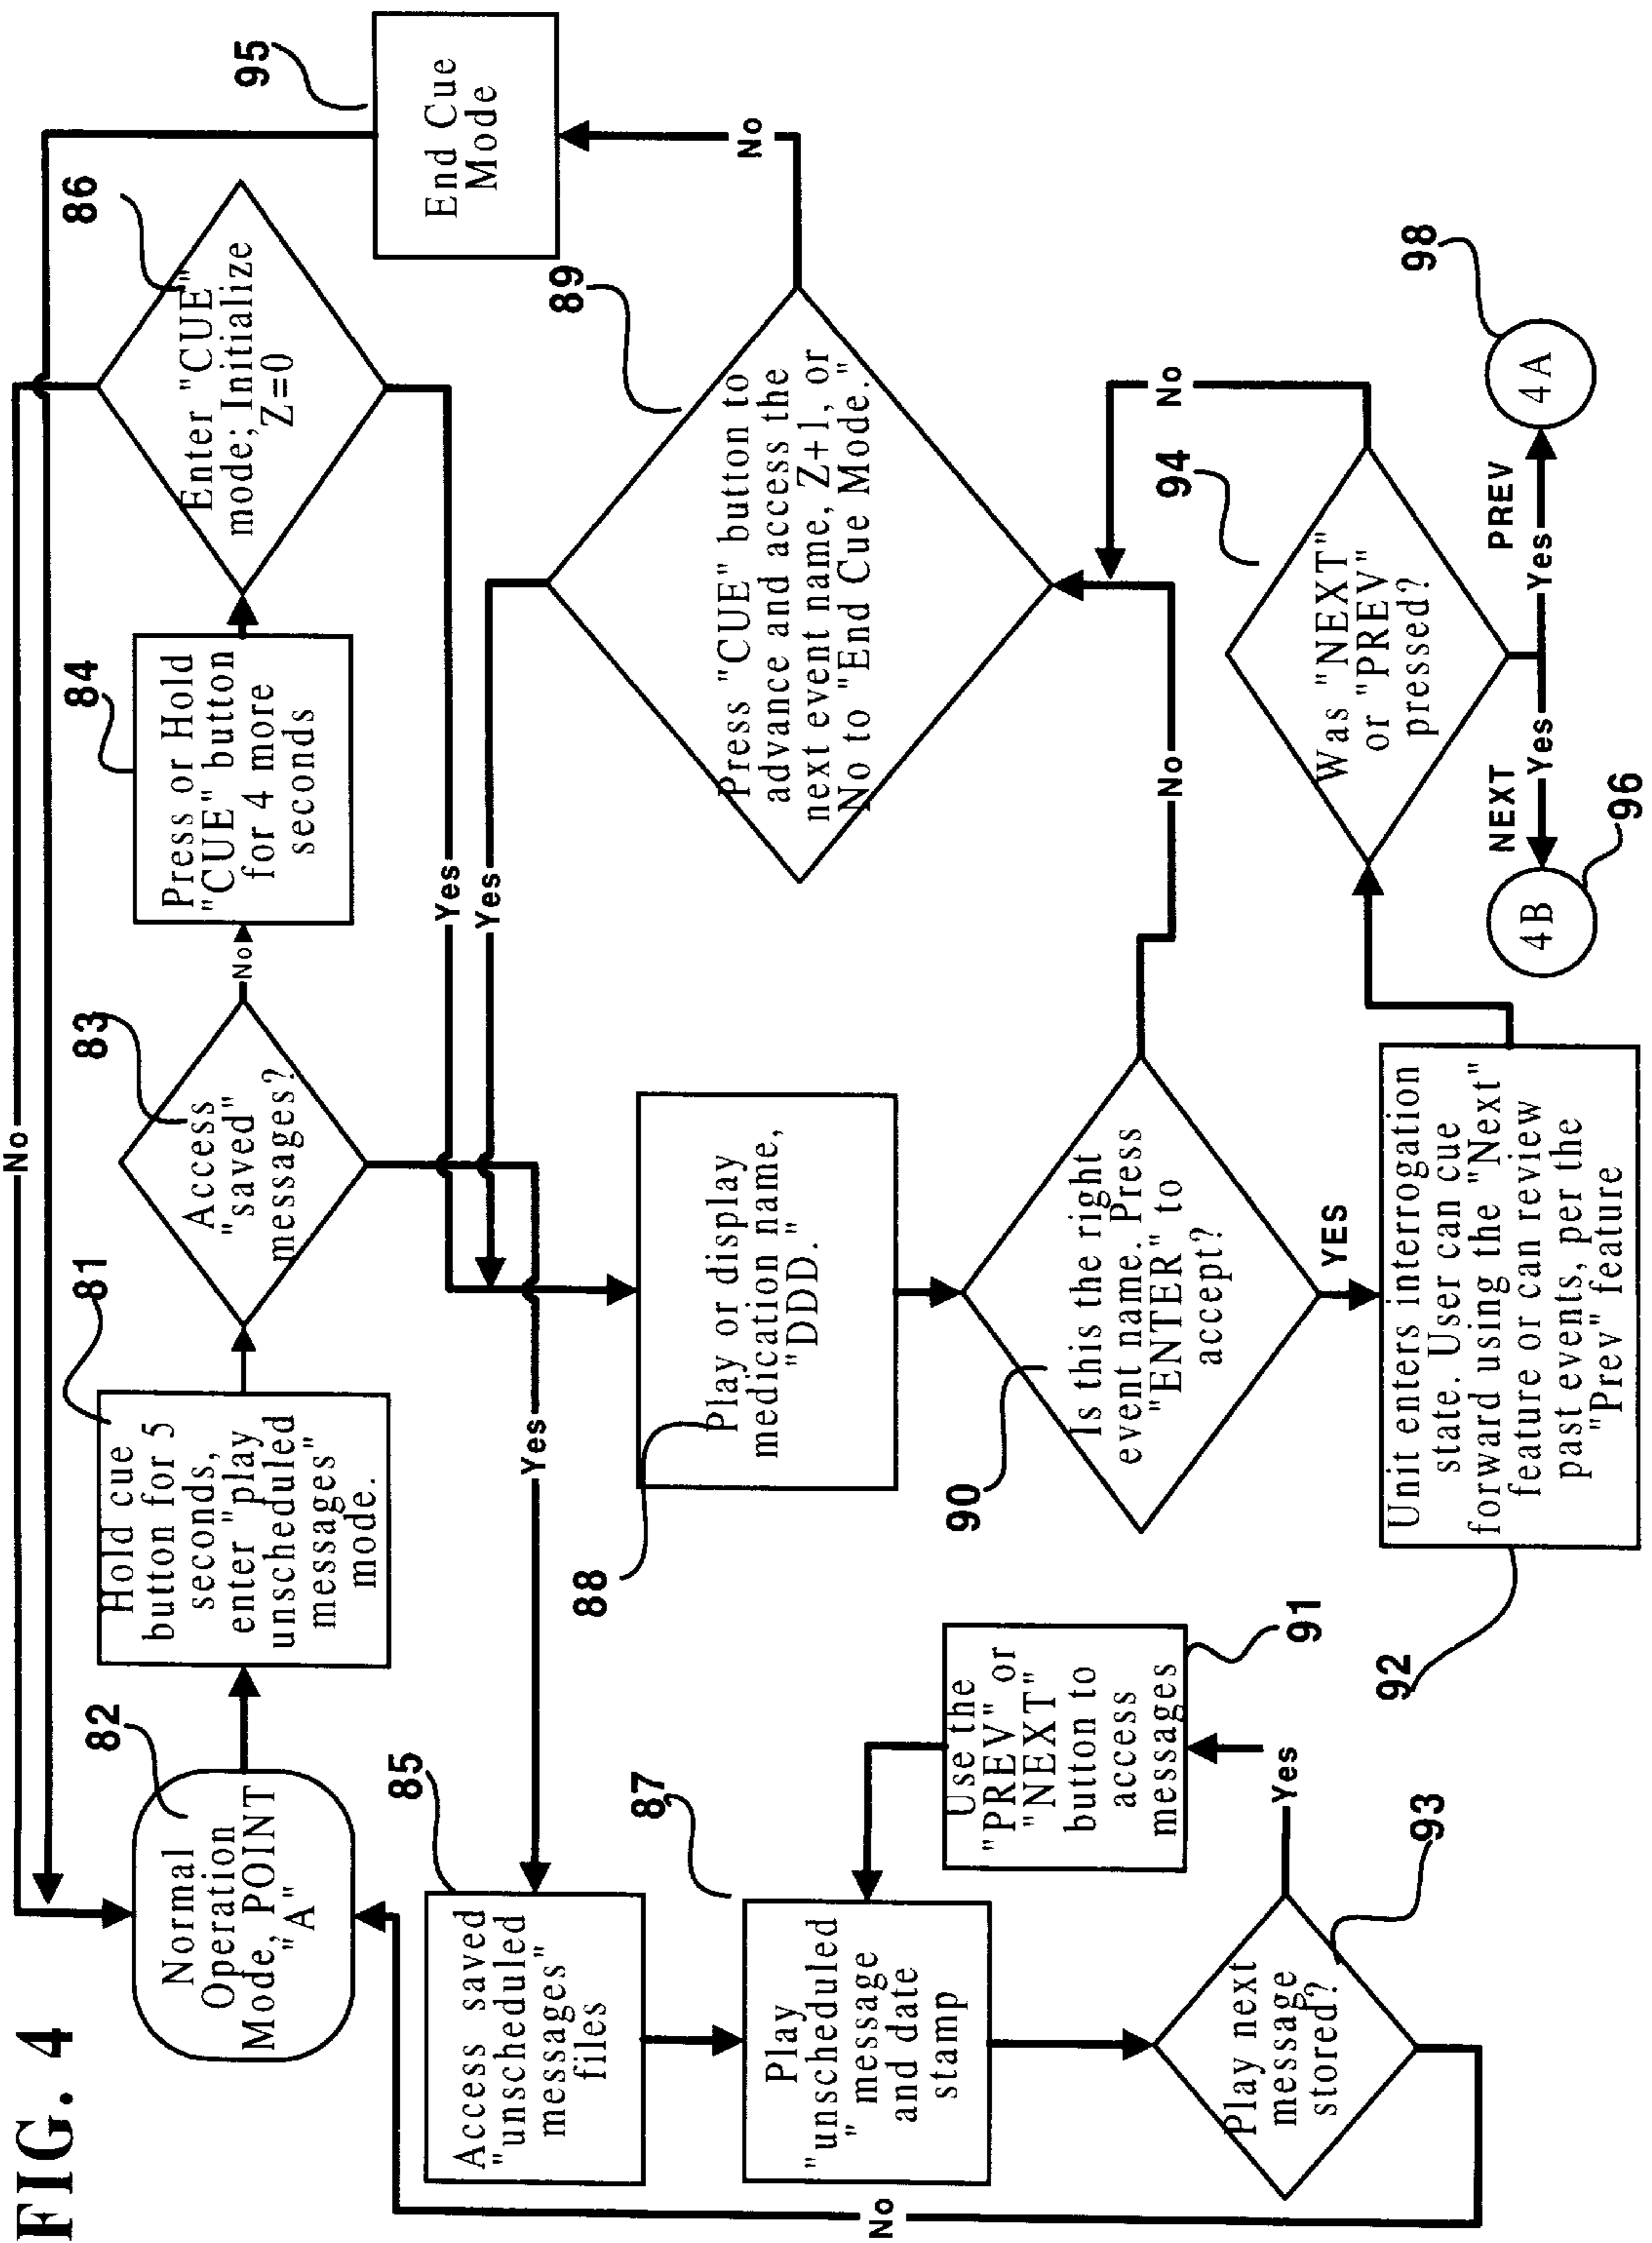 FIG. 4
82
Normal
Operation
Mode, POINT
"A"
81
Hold cue
button for 5
seconds,
enter "play
unscheduled
messages"
mode.
83
Access
"saved"
messages?
No
84
Press or Hold
"CUE" button
for 4 more
seconds
86
Enter "CUE"
mode; Initialize
Z=0
No
95
End Cue
Mode
Yes
Yes
Yes
No
85
Access saved
"unscheduled
messages"
files
88
Play or display
medication name,
"DDD."
89
Press "CUE" button to
advance and access the
next event name, Z+1, or
No to "End Cue Mode."
87
Play
"unscheduled
" message
and date
stamp
91
Use the
"PREV" or
"NEXT"
button to
access
messages
90
Is this the right
event name. Press
"ENTER" to
accept?
No
No
93
Play next
message
stored?
Yes
No
YES
92
Unit enters interrogation
state. User can cue
forward using the "Next"
feature or can review
past events, per the
"Prev" feature
94
Was "NEXT"
or "PREV"
pressed?
NEXT
Yes
Yes
PREV
4B
96
4A
98